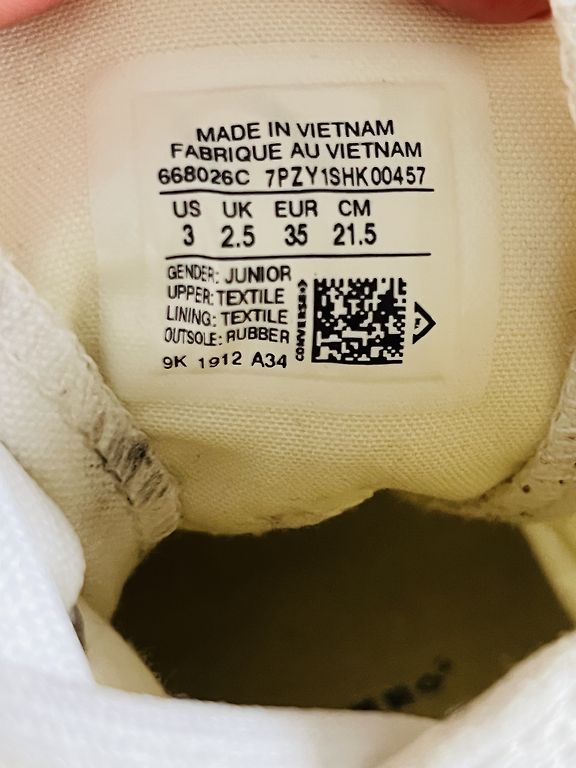 MADE IN VIETNAM
FABRIQUE AU VIETNAM
668026C 7PZY1SHK00457
US UK EUR CM
3 2.5 35 21.5
GENDER: JUNIOR
UPPER: TEXTILE
LINING: TEXTILE
OUTSOLE: RUBBER
9K 1912 A34
CONVERSE